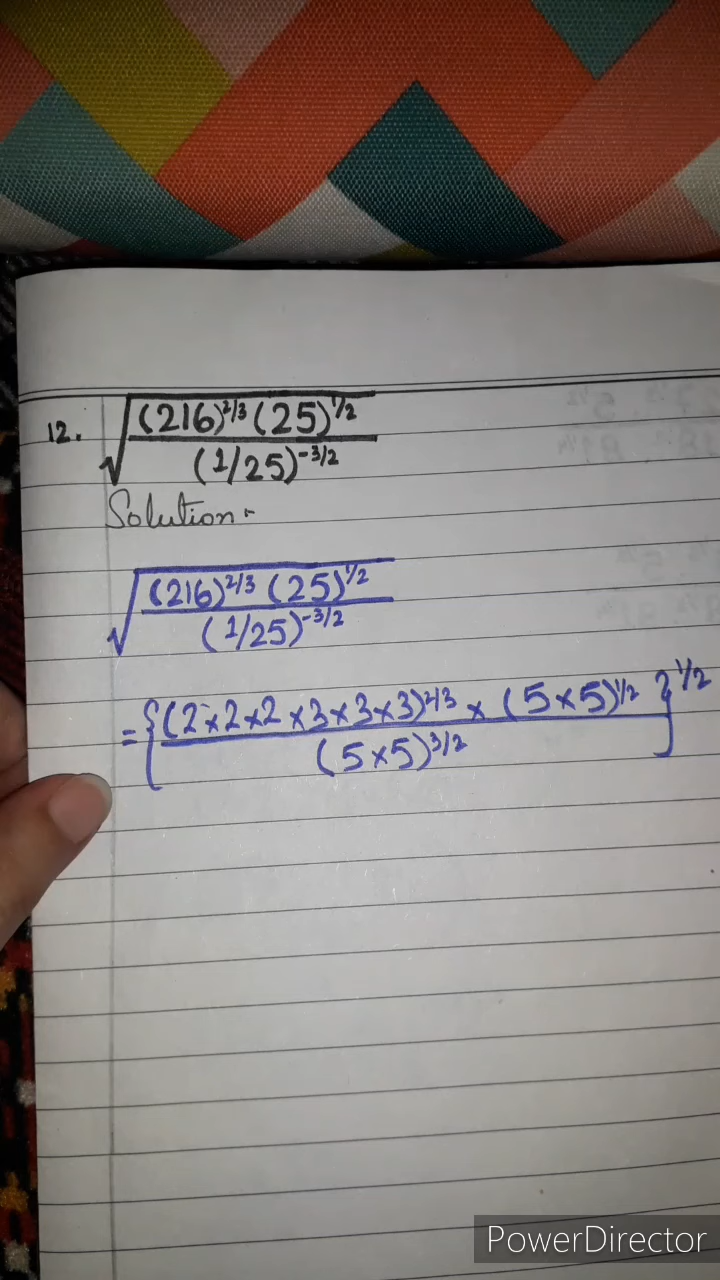 12. √((216)^2/3 (25)^1/2
(1/25)^-3/2)
Solution:-
√((216)^2/3 (25)^1/2
(1/25)^-3/2)
= {(2×2×2×3×3×3)^2/3 × (5×5)^1/2}^1/2
(5×5)^3/2
PowerDirector